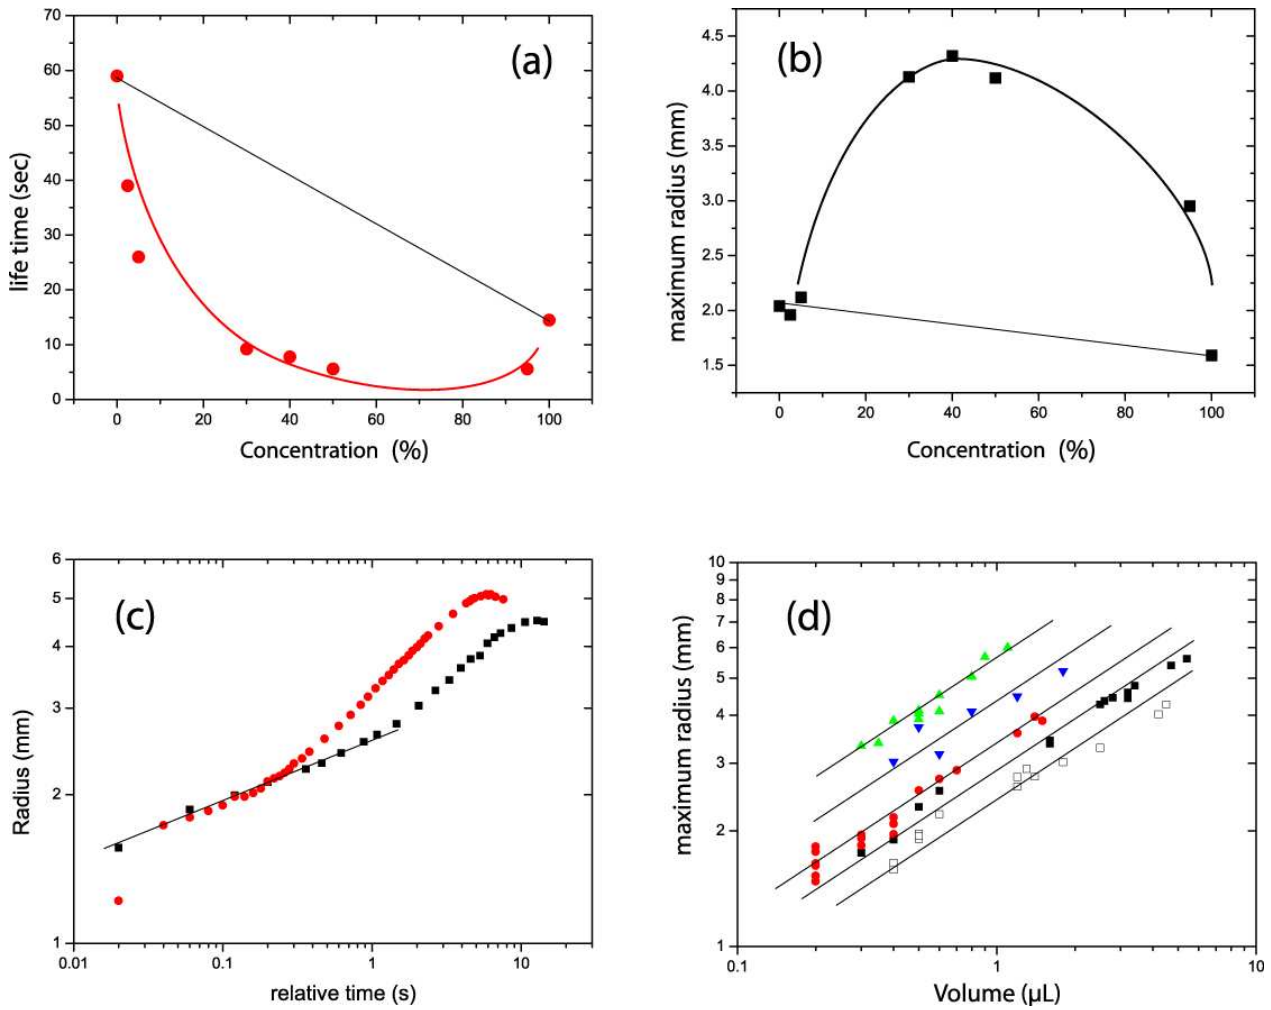 (a)
life time (sec)
70
60
50
40
30
20
10
0
0 20 40 60 80 100
Concentration (%)
(b)
maximum radius (mm)
4.5
4.0
3.5
3.0
2.5
2.0
1.5
0 20 40 60 80 100
Concentration (%)
(c)
Radius (mm)
6
5
4
3
2
1
0.01 0.1 1 10
relative time (s)
(d)
maximum radius (mm)
10
9
8
7
6
5
4
3
2
1
0.1 1 10
Volume (μL)